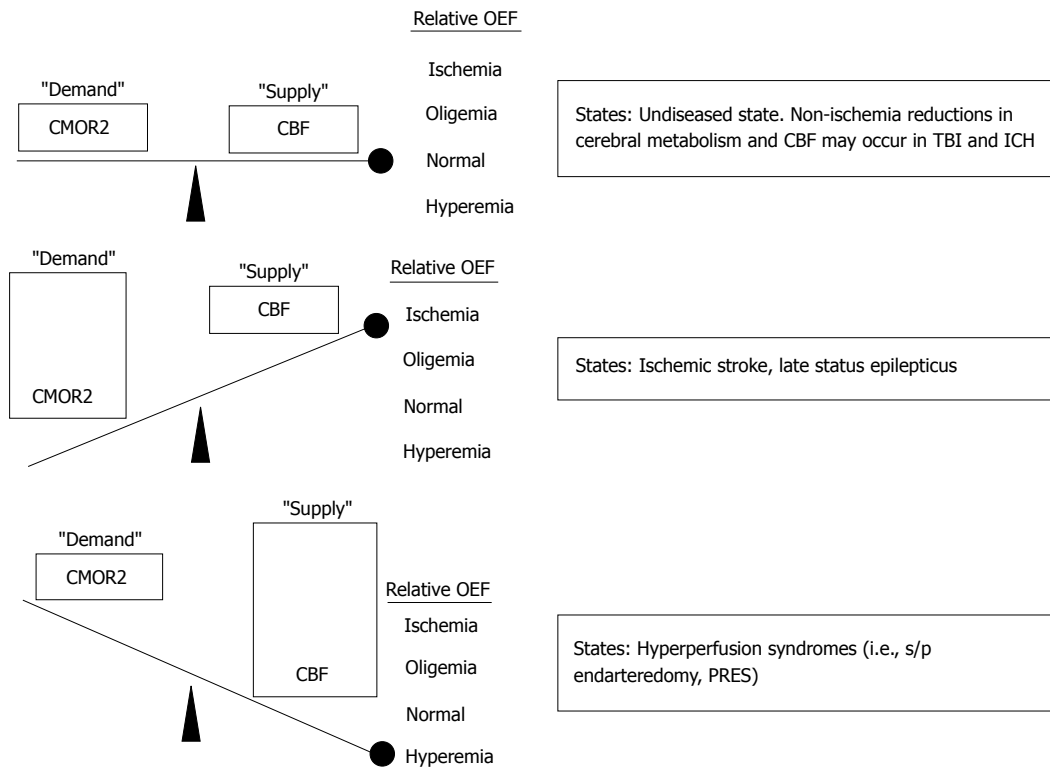 Relative OEF
Ischemia
"Demand"
"Supply"
Oligemia
CMOR2
CBF
Normal
Hyperemia
States: Undiseased state. Non-ischemia reductions in
cerebral metabolism and CBF may occur in TBI and ICH
"Demand"
"Supply"
Relative OEF
CBF
Ischemia
Oligemia
CMOR2
Normal
Hyperemia
States: Ischemic stroke, late status epilepticus
"Supply"
"Demand"
CMOR2
Relative OEF
Ischemia
CBF
Oligemia
Normal
Hyperemia
States: Hyperperfusion syndromes (i.e., s/p
endarteredomy, PRES)